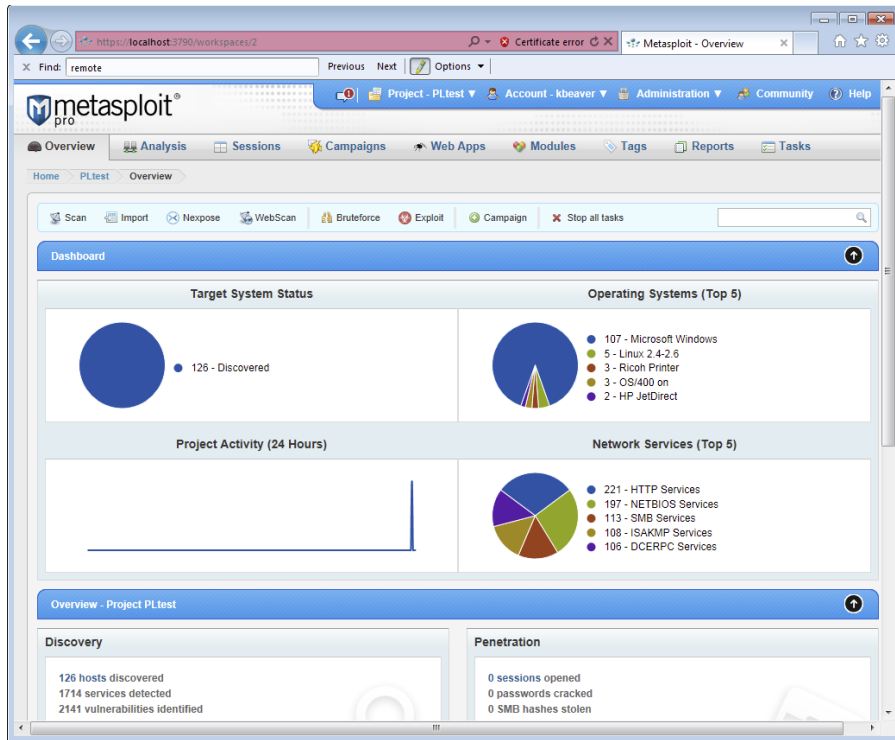 https://localhost:3790/workspaces/2
Certificate error
Metasploit - Overview
Find: remote Previous Next Options
metasploit®
pro
Project - PLtest ▼ Account - kbeaver ▼ Administration ▼ Community Help
Overview Analysis Sessions Campaigns Web Apps Modules Tags Reports Tasks
Home PLtest Overview
Scan Import Nexpose WebScan Bruteforce Exploit Campaign Stop all tasks
Dashboard
Target System Status
126 - Discovered
Operating Systems (Top 5)
107 - Microsoft Windows
5 - Linux 2.4-2.6
3 - Ricoh Printer
3 - OS/400 on
2 - HP JetDirect
Project Activity (24 Hours)
Network Services (Top 5)
221 - HTTP Services
197 - NETBIOS Services
113 - SMB Services
108 - ISAKMP Services
106 - DCERPC Services
Overview - Project PLtest
Discovery
126 hosts discovered
1714 services detected
2141 vulnerabilities identified
Penetration
0 sessions opened
0 passwords cracked
0 SMB hashes stolen